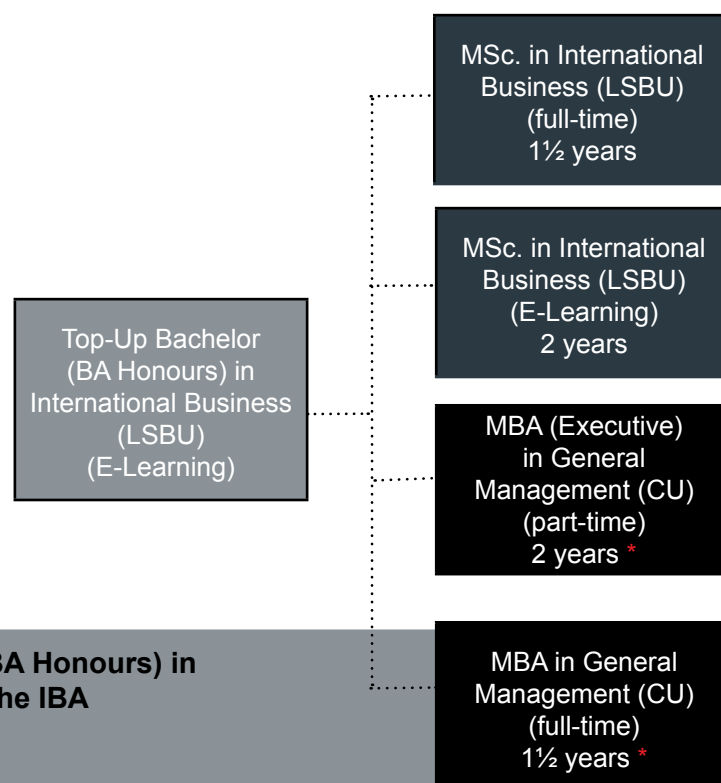 MSc. in International
Business (LSBU)
(full-time)
1½ years
MSc. in International
Business (LSBU)
(E-Learning)
2 years
Top-Up Bachelor
(BA Honours) in
International Business
(LSBU)
(E-Learning)
MBA (Executive)
in General
Management (CU)
(part-time)
2 years *
BA Honours) in
the IBA
MBA in General
Management (CU)
(full-time)
1½ years *